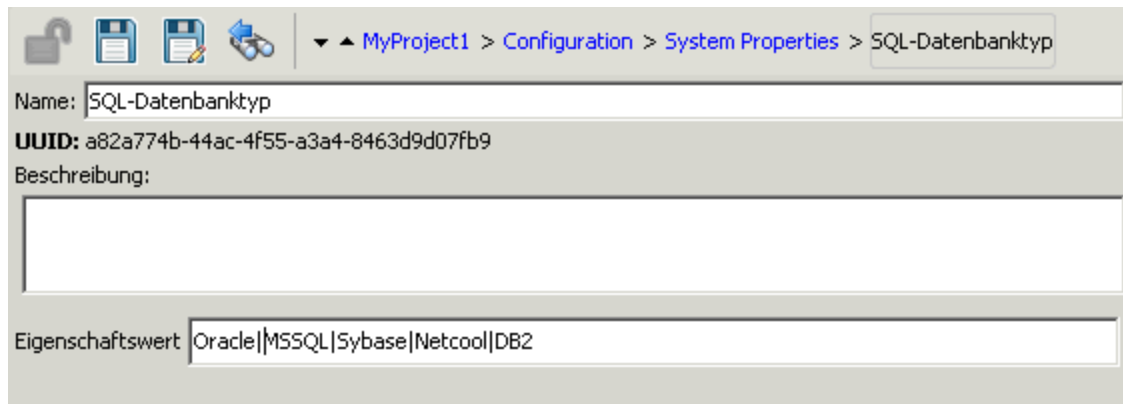 MyProject1 > Configuration > System Properties > SQL-Datenbanktyp
Name: SQL-Datenbanktyp
UUID: a82a774b-44ac-4f55-a3a4-8463d9d07fb9
Beschreibung:
Eigenschaftswert Oracle|MSSQL|Sybase|Netcool|DB2